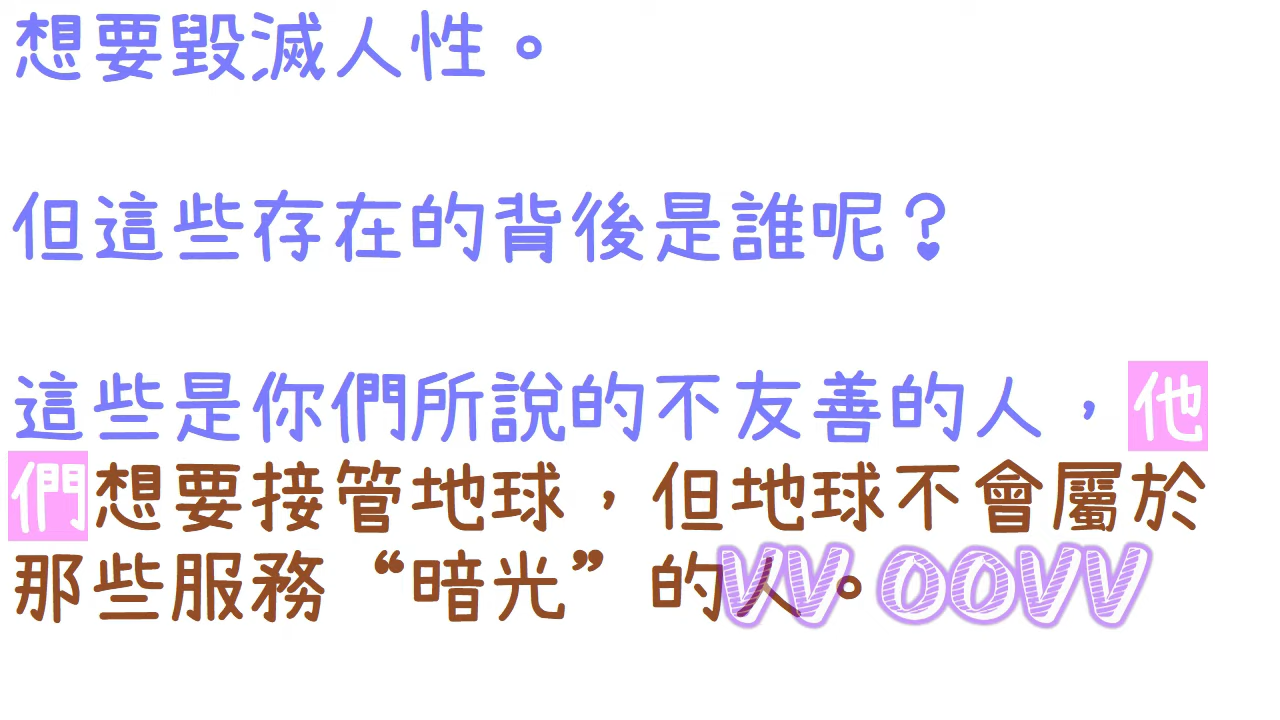 想要毀滅人性。
但這些存在的背後是誰呢？
這些是你們所說的不友善的人，他
們想要接管地球，但地球不會屬於
那些服務“暗光”的人。
VV OOVV